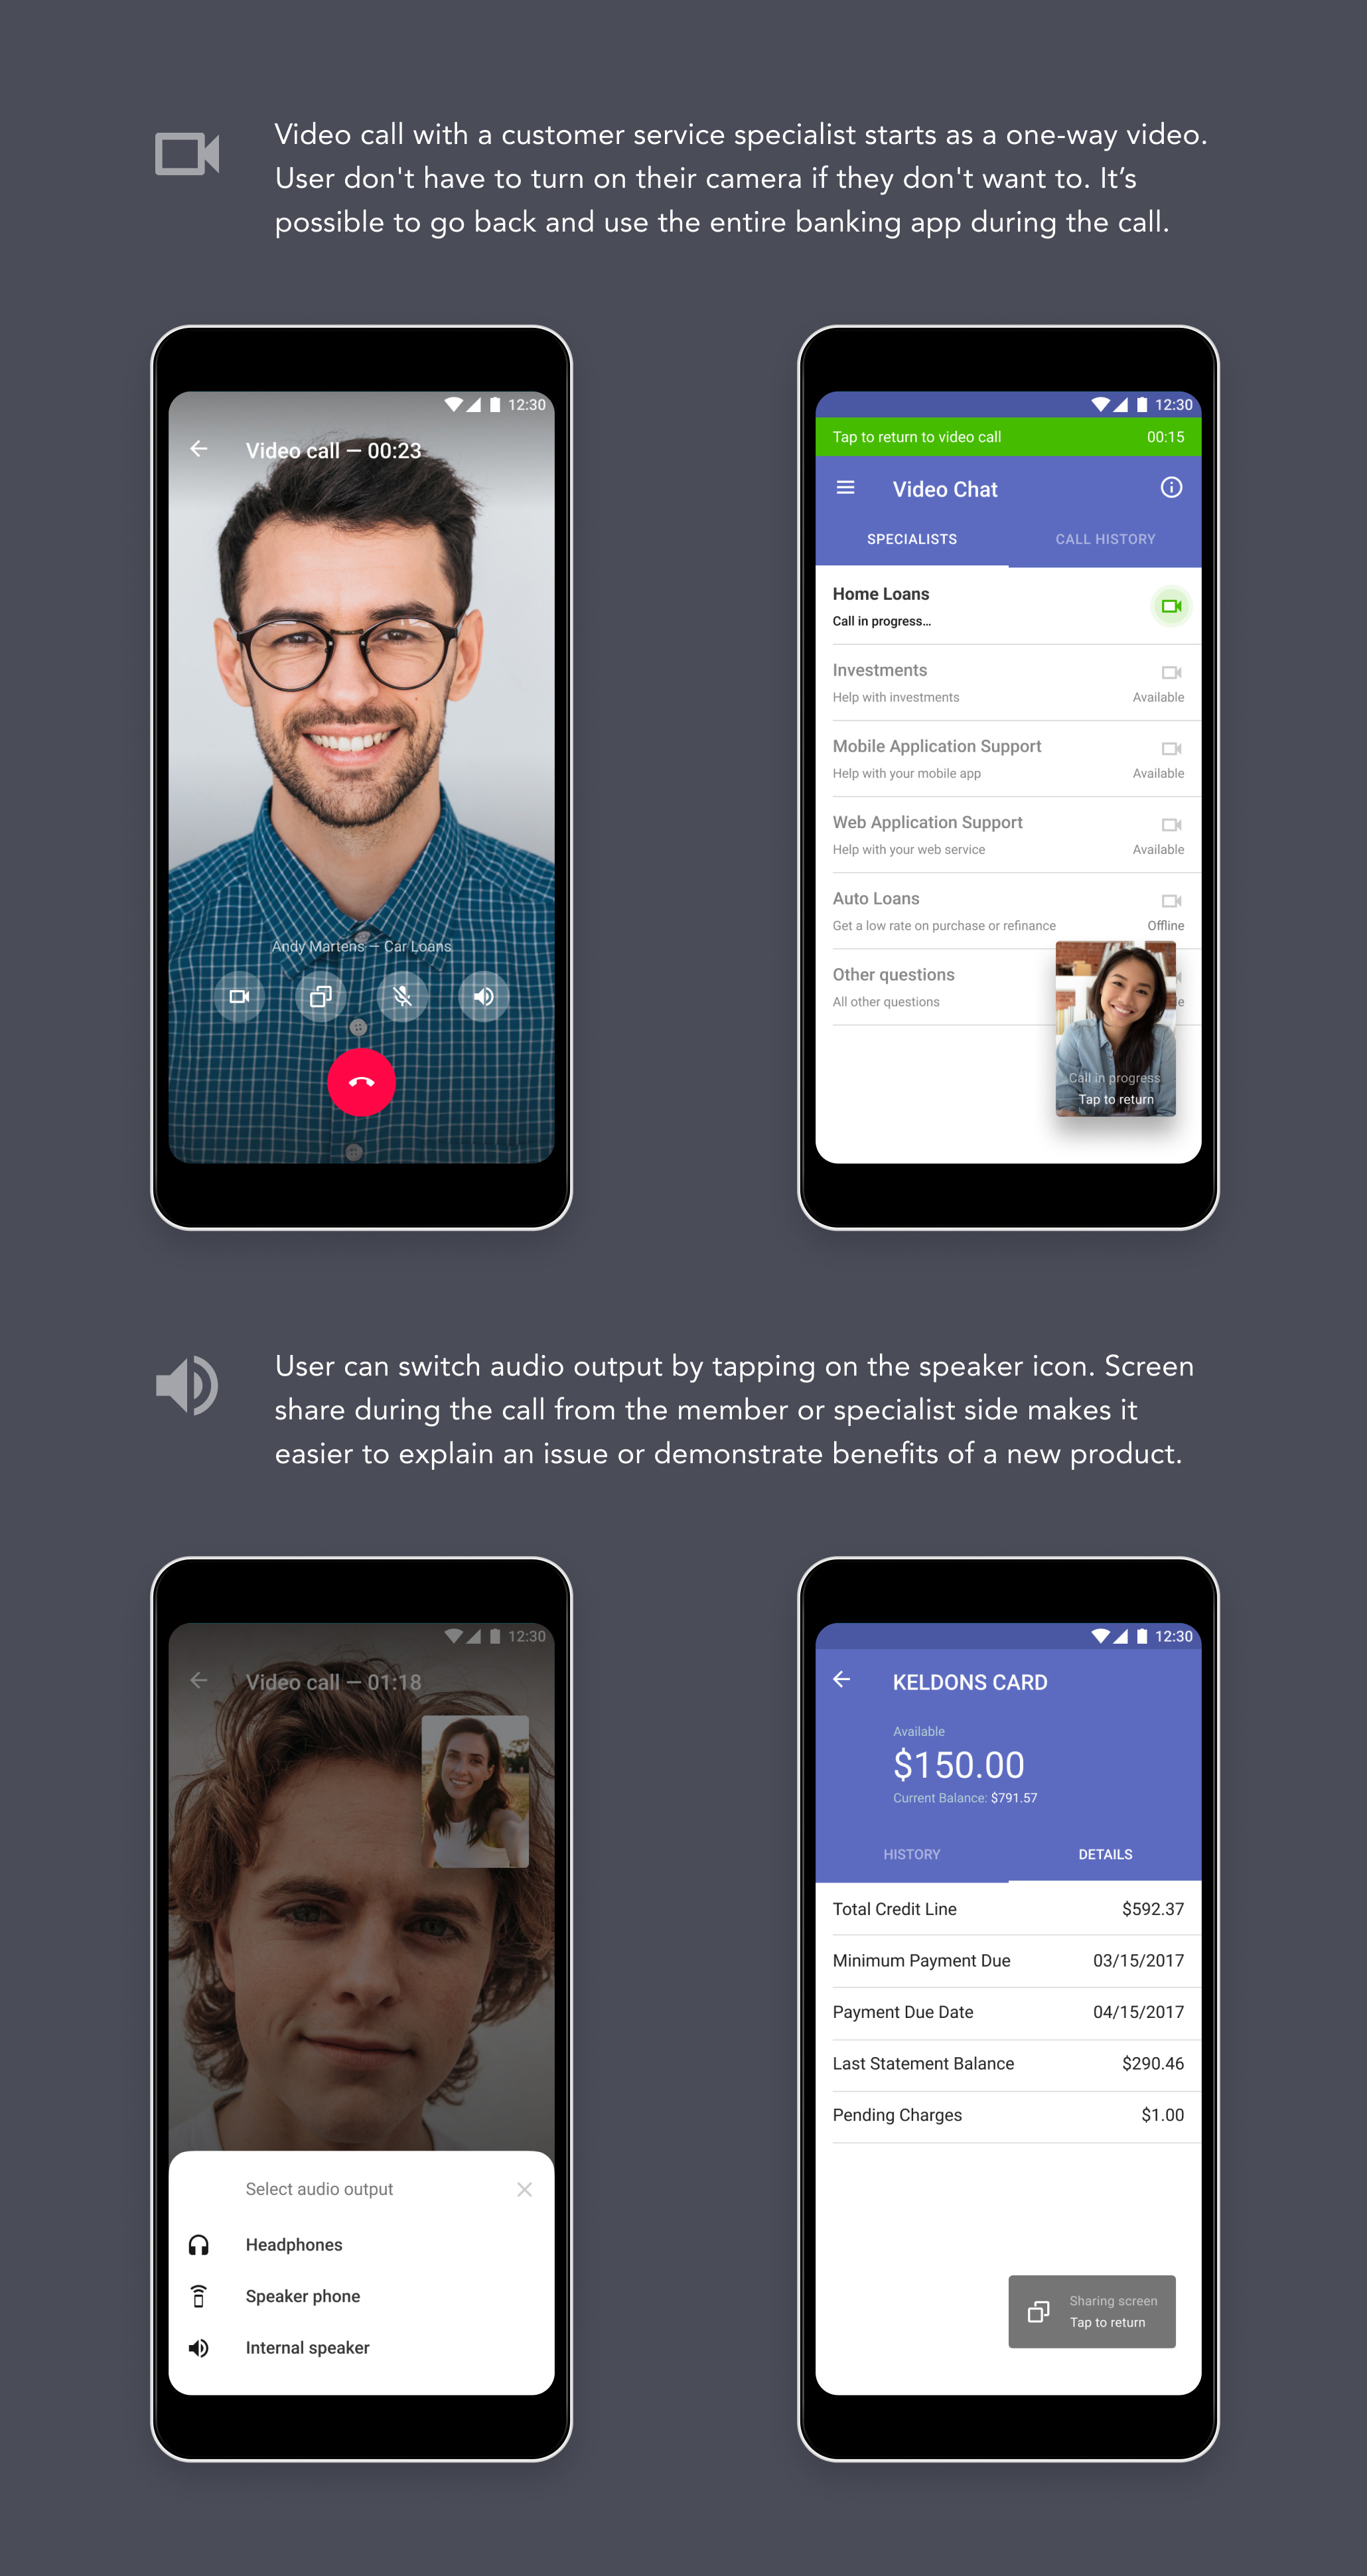 Video call with a customer service specialist starts as a one-way video.
User don't have to turn on their camera if they don't want to. It’s
possible to go back and use the entire banking app during the call.
12:30
Video call — 00:23
Andy Martens — Car Loans
12:30
Tap to return to video call 00:15
Video Chat
SPECIALISTS CALL HISTORY
Home Loans
Call in progress...
Investments
Help with investments Available
Mobile Application Support
Help with your mobile app Available
Web Application Support
Help with your web service Available
Auto Loans
Get a low rate on purchase or refinance Offline
Other questions
All other questions
Call in progress
Tap to return
User can switch audio output by tapping on the speaker icon. Screen
share during the call from the member or specialist side makes it
easier to explain an issue or demonstrate benefits of a new product.
12:30
Video call — 01:18
Select audio output
Headphones
Speaker phone
Internal speaker
12:30
KELDONS CARD
Available
$150.00
Current Balance: $791.57
HISTORY DETAILS
Total Credit Line $592.37
Minimum Payment Due 03/15/2017
Payment Due Date 04/15/2017
Last Statement Balance $290.46
Pending Charges $1.00
Sharing screen
Tap to return